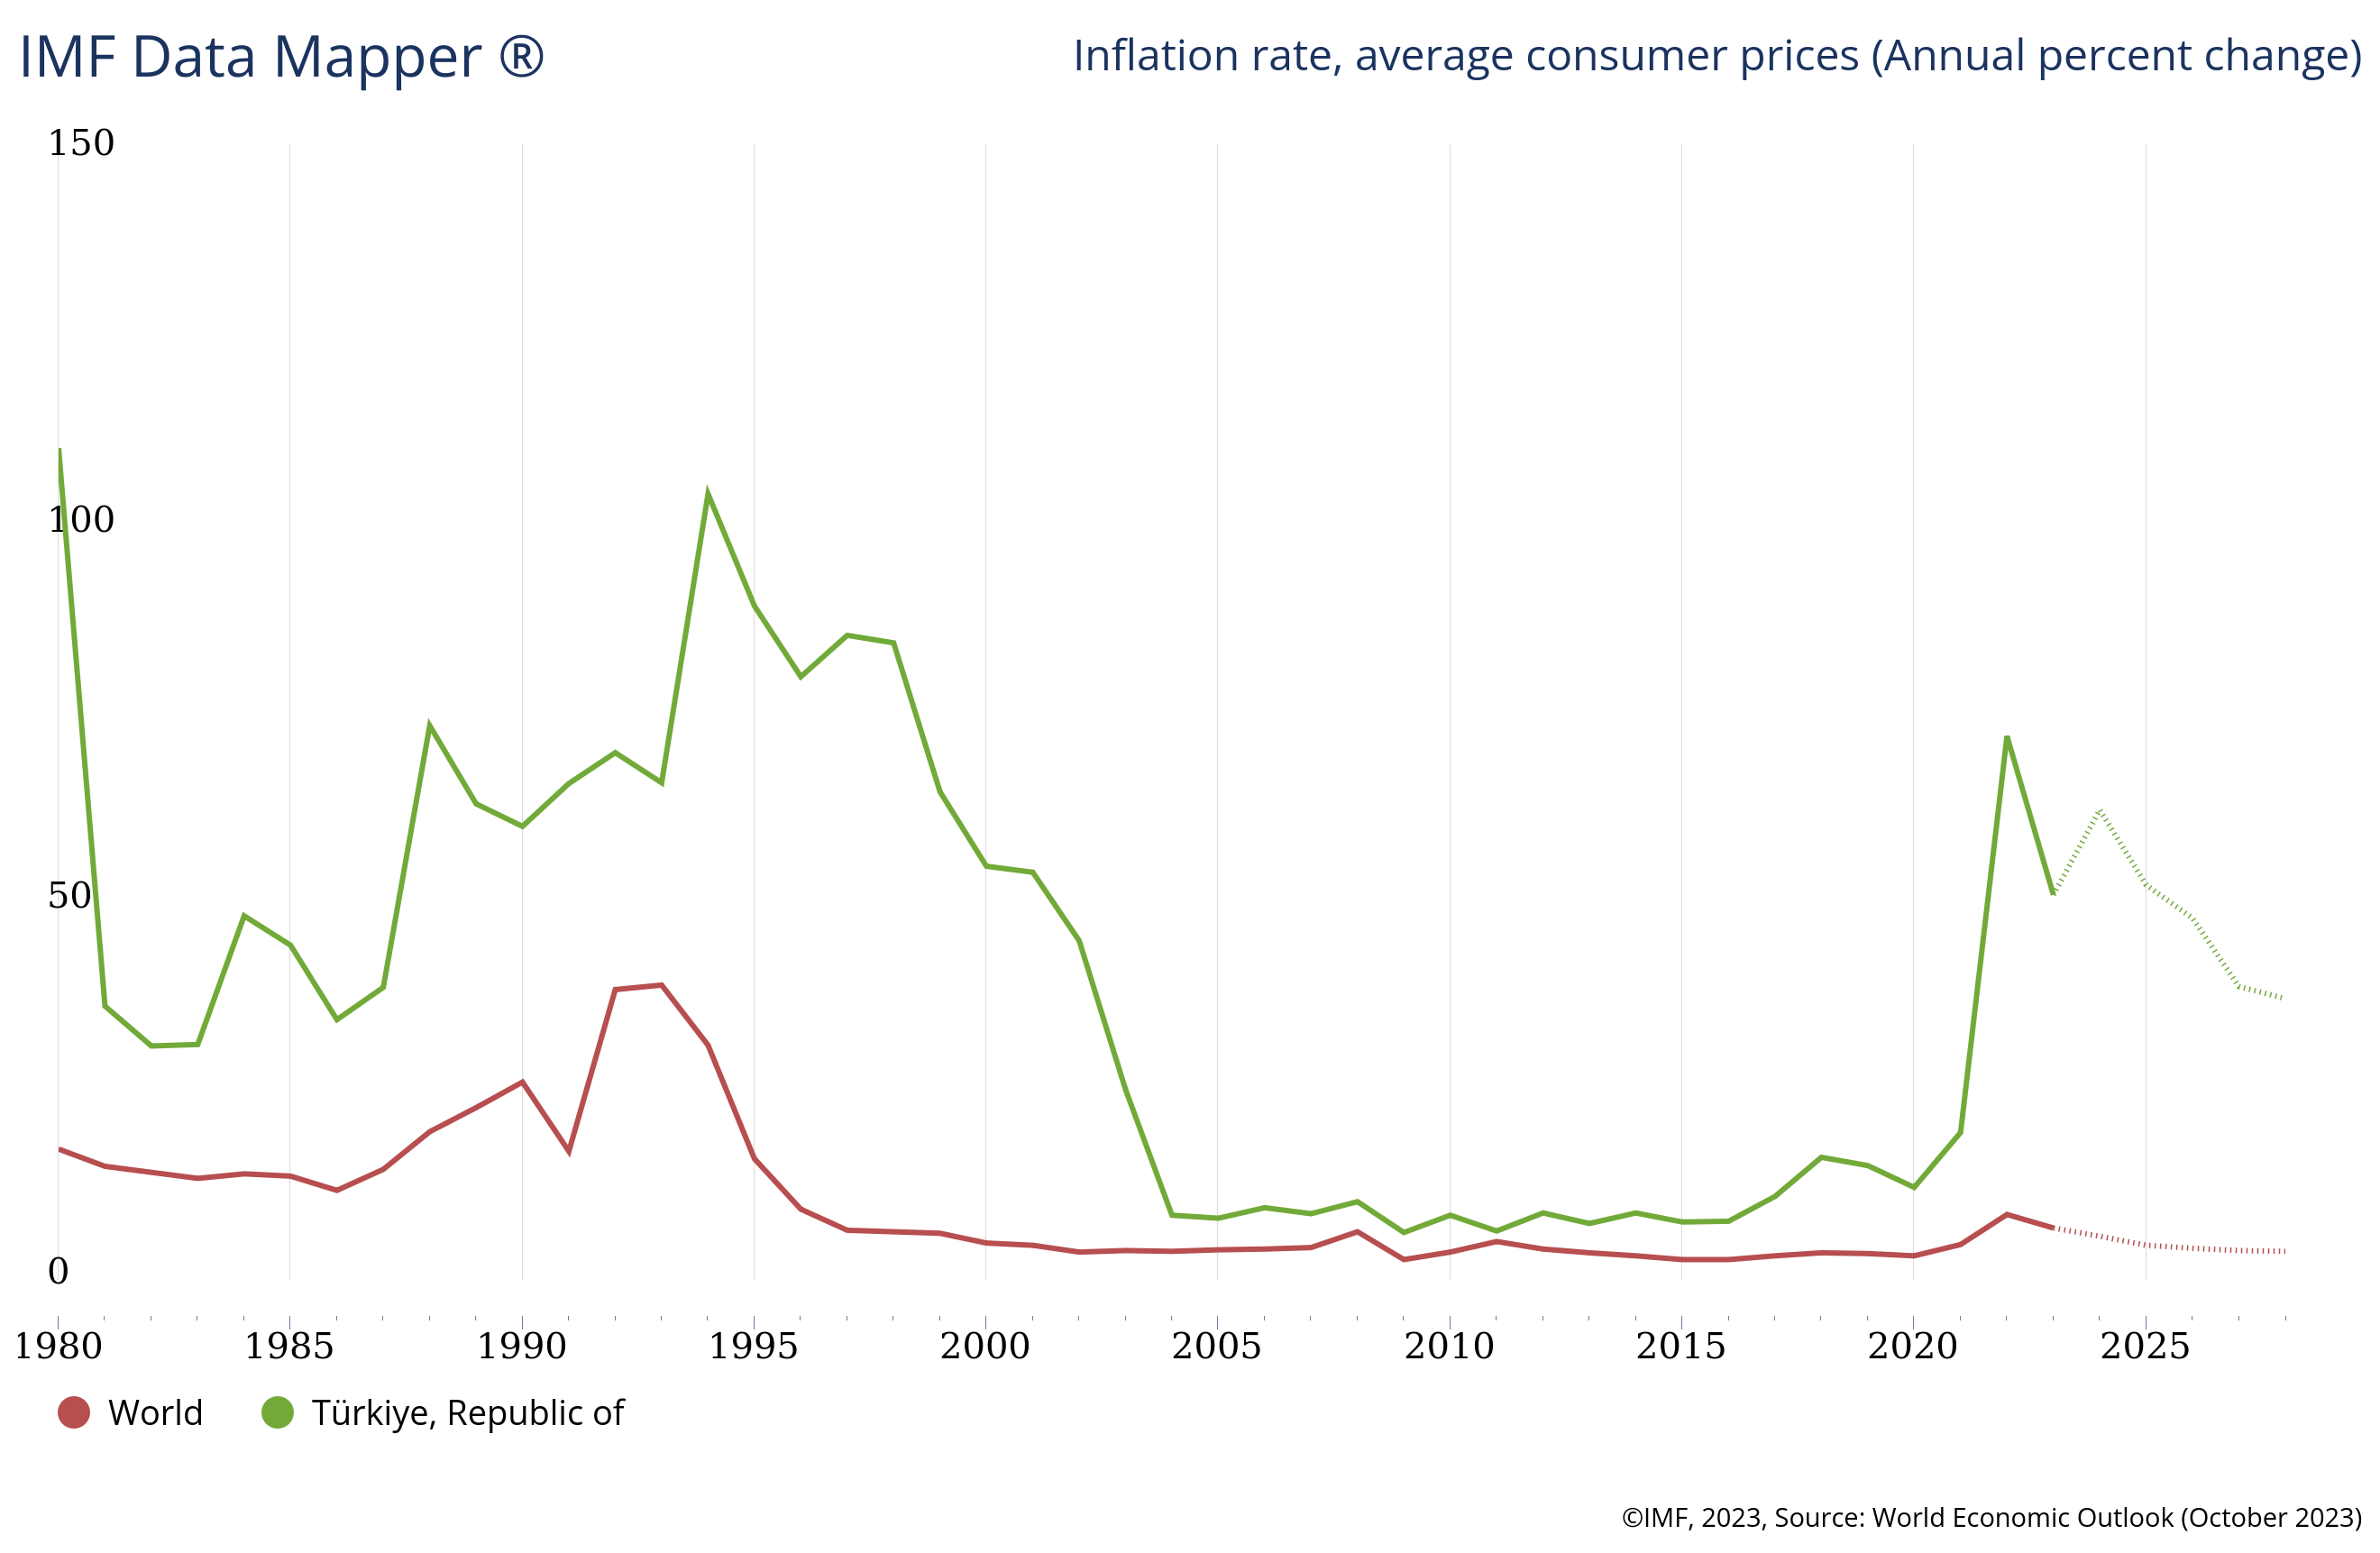 IMF Data Mapper ®
Inflation rate, average consumer prices (Annual percent change)
150
100
50
0
1980 1985 1990 1995 2000 2005 2010 2015 2020 2025
World Türkiye, Republic of
©IMF, 2023, Source: World Economic Outlook (October 2023)